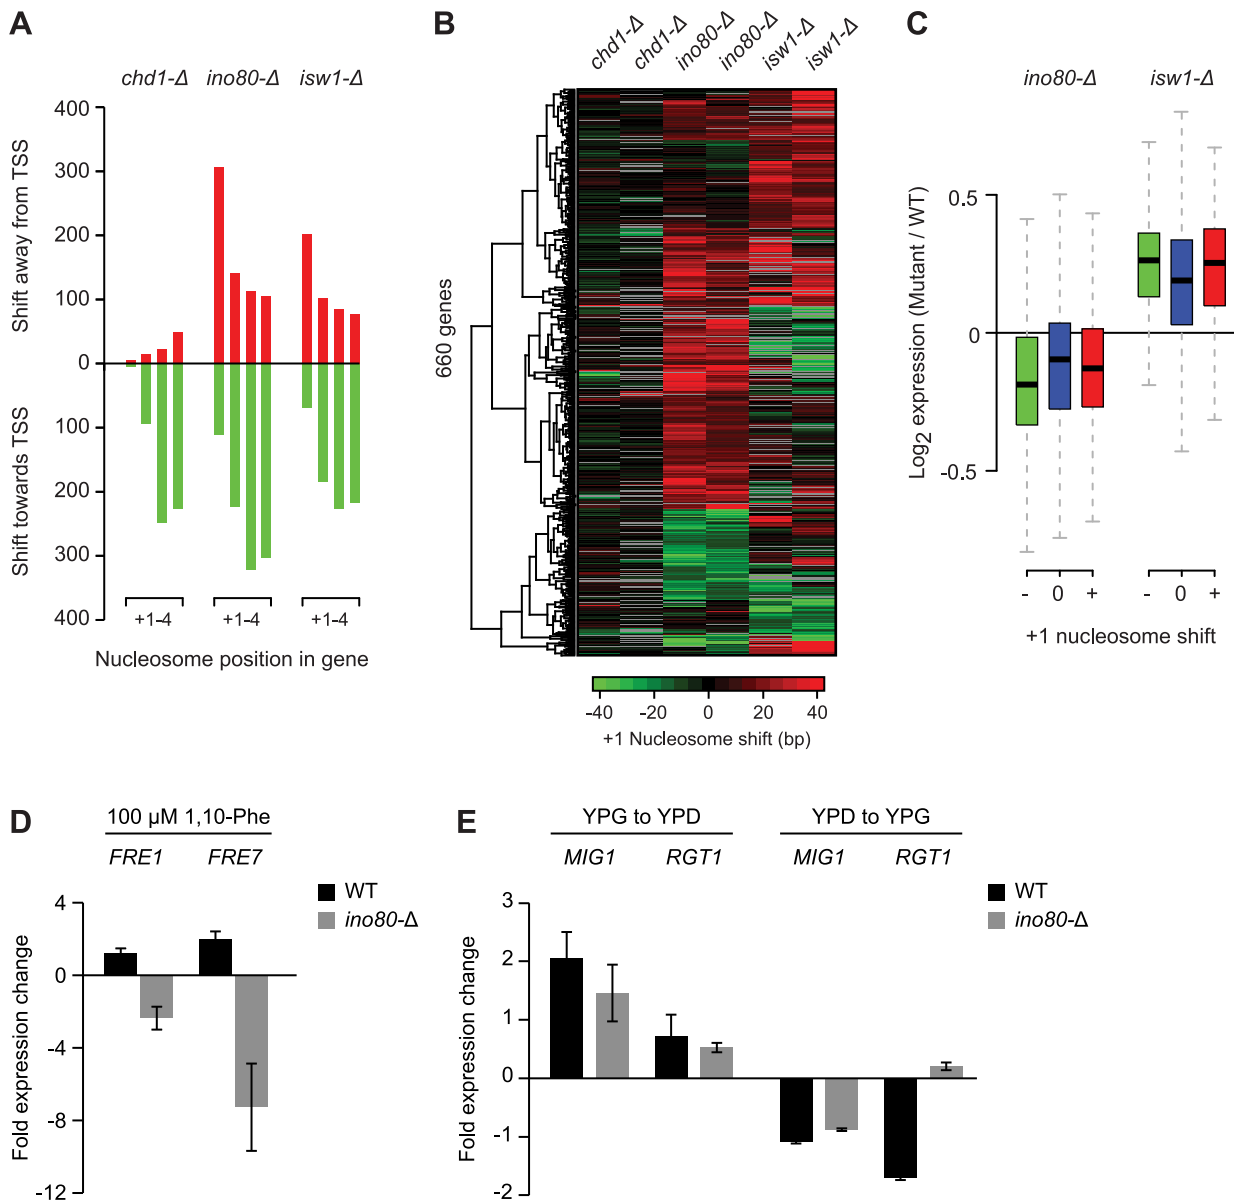 A
chd1-Δ ino80-Δ isw1-Δ
400
300
200
100
0
100
200
300
400
Shift away from TSS
Shift towards TSS
+1-4 +1-4 +1-4
Nucleosome position in gene
B
chd1-Δ chd1-Δ ino80-Δ ino80-Δ isw1-Δ isw1-Δ
660 genes
-40 -20 0 20 40
+1 Nucleosome shift (bp)
C
ino80-Δ isw1-Δ
0.5
0
-0.5
Log2 expression (Mutant / WT)
- 0 + - 0 +
+1 nucleosome shift
D
100 µM 1,10-Phe
FRE1 FRE7
WT
ino80-Δ
4
0
-4
-8
-12
Fold expression change
E
YPG to YPD YPD to YPG
MIG1 RGT1 MIG1 RGT1
WT
ino80-Δ
3
2
1
0
-1
-2
Fold expression change